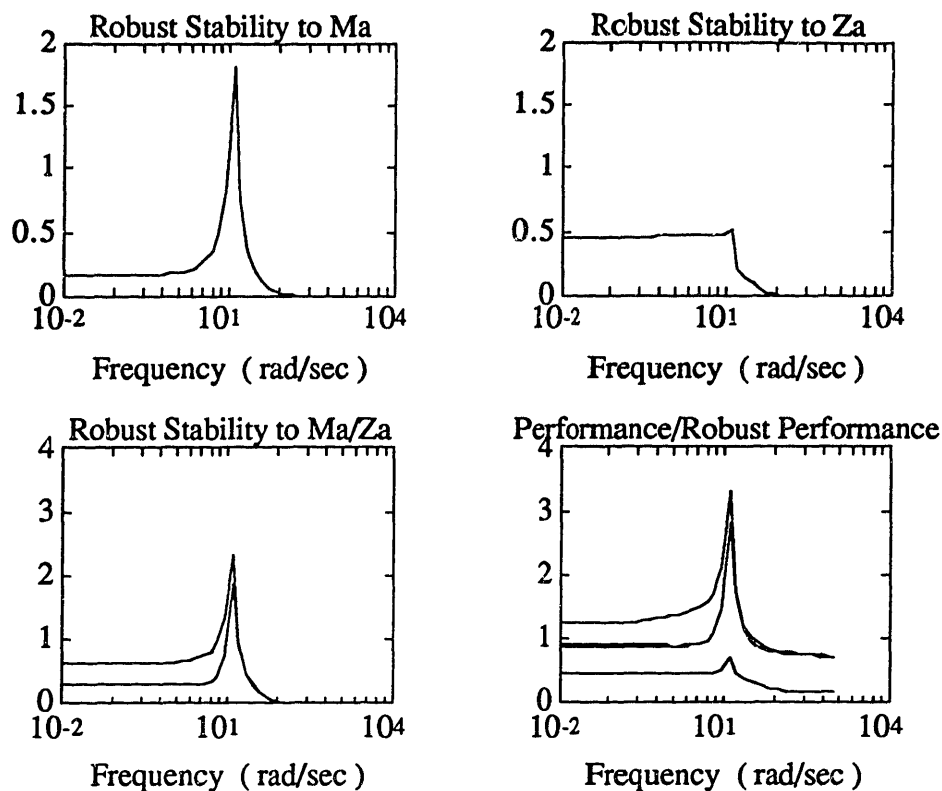 Robust Stability to Ma
2
1.5
1
0.5
0
10-2 101 104
Frequency ( rad/sec )
Robust Stability to Za
2
1.5
1
0.5
0
10-2 101 104
Frequency ( rad/sec )
Robust Stability to Ma/Za
4
3
2
1
0
10-2 101 104
Frequency ( rad/sec )
Performance/Robust Performance
4
3
2
1
0
10-2 101 104
Frequency ( rad/sec )